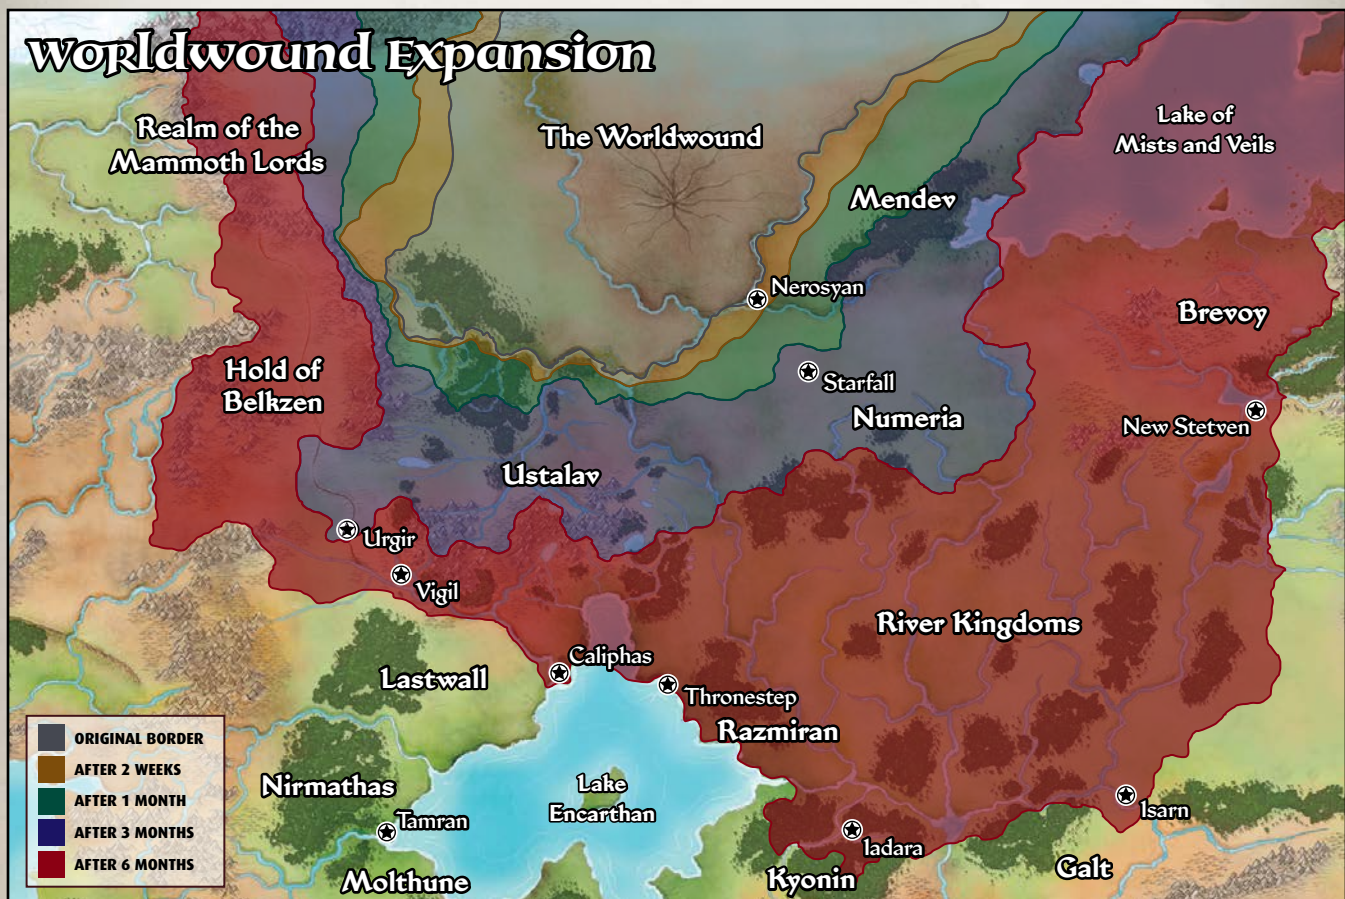 Worldwound Expansion
Realm of the
Mammoth Lords
The Worldwound
Lake of
Mists and Veils
Mendev
Nerosyan
Brevoy
Hold of
Belkzen
Starfall
Numeria
New Stetven
Ustalav
Urgir
Vigil
River Kingdoms
Caliphas
Lastwall
Thronestep
Razmiran
ORIGINAL BORDER
AFTER 2 WEEKS
AFTER 1 MONTH
AFTER 3 MONTHS
AFTER 6 MONTHS
Nirmathas
Tamran
Lake
Encarthan
Isarn
Iadara
Molthune
Kyonin
Galt